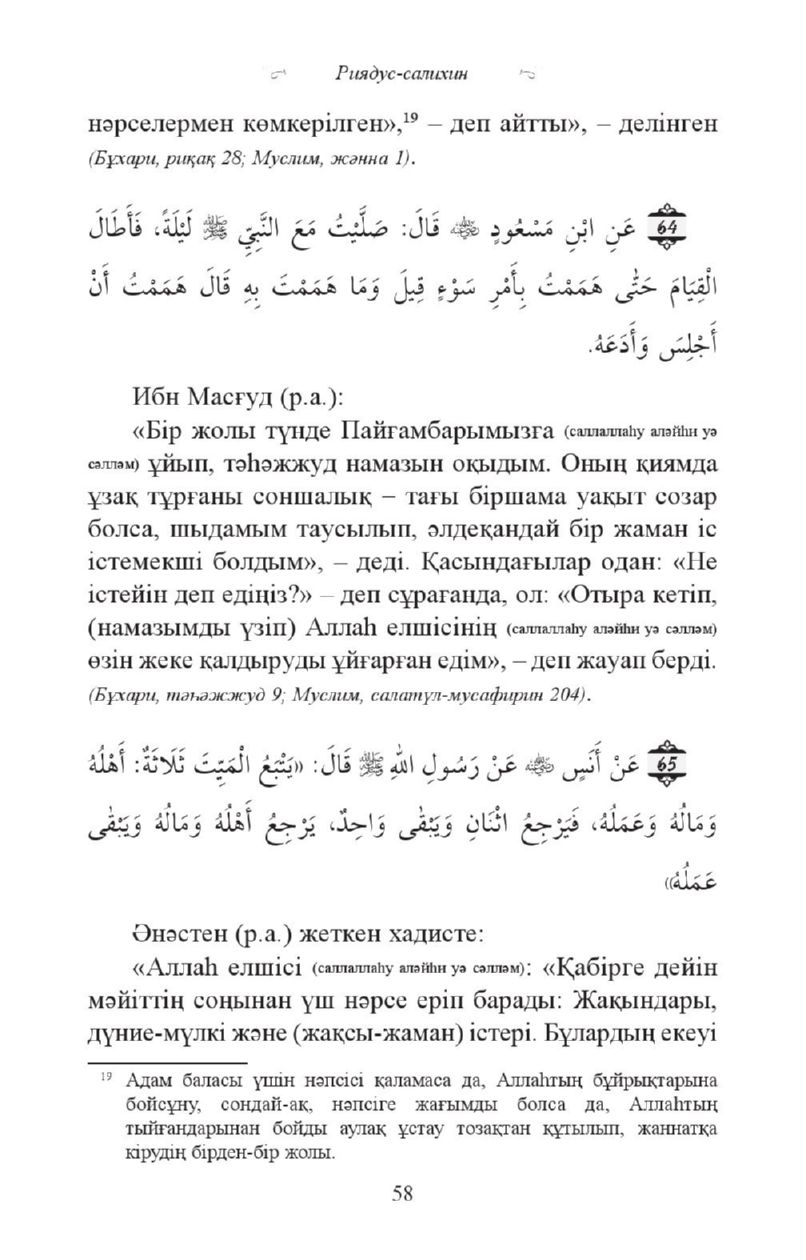 Риядус-салихин
нәрселермен көмкерілген»,¹⁹ – деп айтты», – делінген
(Бұхари, риқақ 28; Муслим, жәнна 1).
64 عَنِ ابْنِ مَسْعُودٍ ﷺ قَالَ: صَلَّيْتُ مَعَ النَّبِيِّ ﷺ لَيْلَةً، فَأَطَالَ
الْقِيَامَ حَتَّى هَمَمْتُ بِأَمْرِ سَوْءٍ قِيلَ وَمَا هَمَمْتَ بِهِ قَالَ هَمَمْتُ أَنْ
أَجْلِسَ وَأَدَعَهُ.
Ибн Масғуд (р.а.):
«Бір жолы түнде Пайғамбарымызға (саллаллаһу аләйһи уә
сәлләм) ұйып, тәһәжжуд намазын оқыдым. Оның қиямда
ұзақ тұрғаны соншалық – тағы біршама уақыт созар
болса, шыдамым таусылып, әлдеқандай бір жаман іс
істемекші болдым», – деді. Қасындағылар одан: «Не
істейін деп едіңіз?» – деп сұрағанда, ол: «Отыра кетіп,
(намазымды үзіп) Аллаһ елшісінің (саллаллаһу аләйһи уә сәлләм)
өзін жеке қалдыруды ұйғарған едім», – деп жауап берді.
(Бұхари, тәһәжжуд 9; Муслим, салатүл-мусафирин 204).
65 عَنْ أَنَسٍ ﷺ عَنْ رَسُولِ اللهِ ﷺ قَالَ: «يَتْبَعُ الْمَيِّتَ ثَلَاثَةٌ: أَهْلُهُ
وَمَالُهُ وَعَمَلُهُ، فَيَرْجِعُ اثْنَانِ وَيَبْقَى وَاحِدٌ، يَرْجِعُ أَهْلُهُ وَمَالُهُ وَيَبْقَى
عَمَلُهُ»
Әнәстен (р.а.) жеткен хадисте:
«Аллаһ елшісі (саллаллаһу аләйһи уә сәлләм): «Қабірге дейін
мәйіттің соңынан үш нәрсе еріп барады: Жақындары,
дүние-мүлкі және (жақсы-жаман) істері. Бұлардың екеуі
¹⁹ Адам баласы үшін нәпсісі қаламаса да, Аллаһтың бұйрықтарына
бойсұну, сондай-ақ, нәпсіге жағымды болса да, Аллаһтың
тыйғандарынан бойды аулақ ұстау тозақтан құтылып, жаннатқа
кірудің бірден-бір жолы.
58